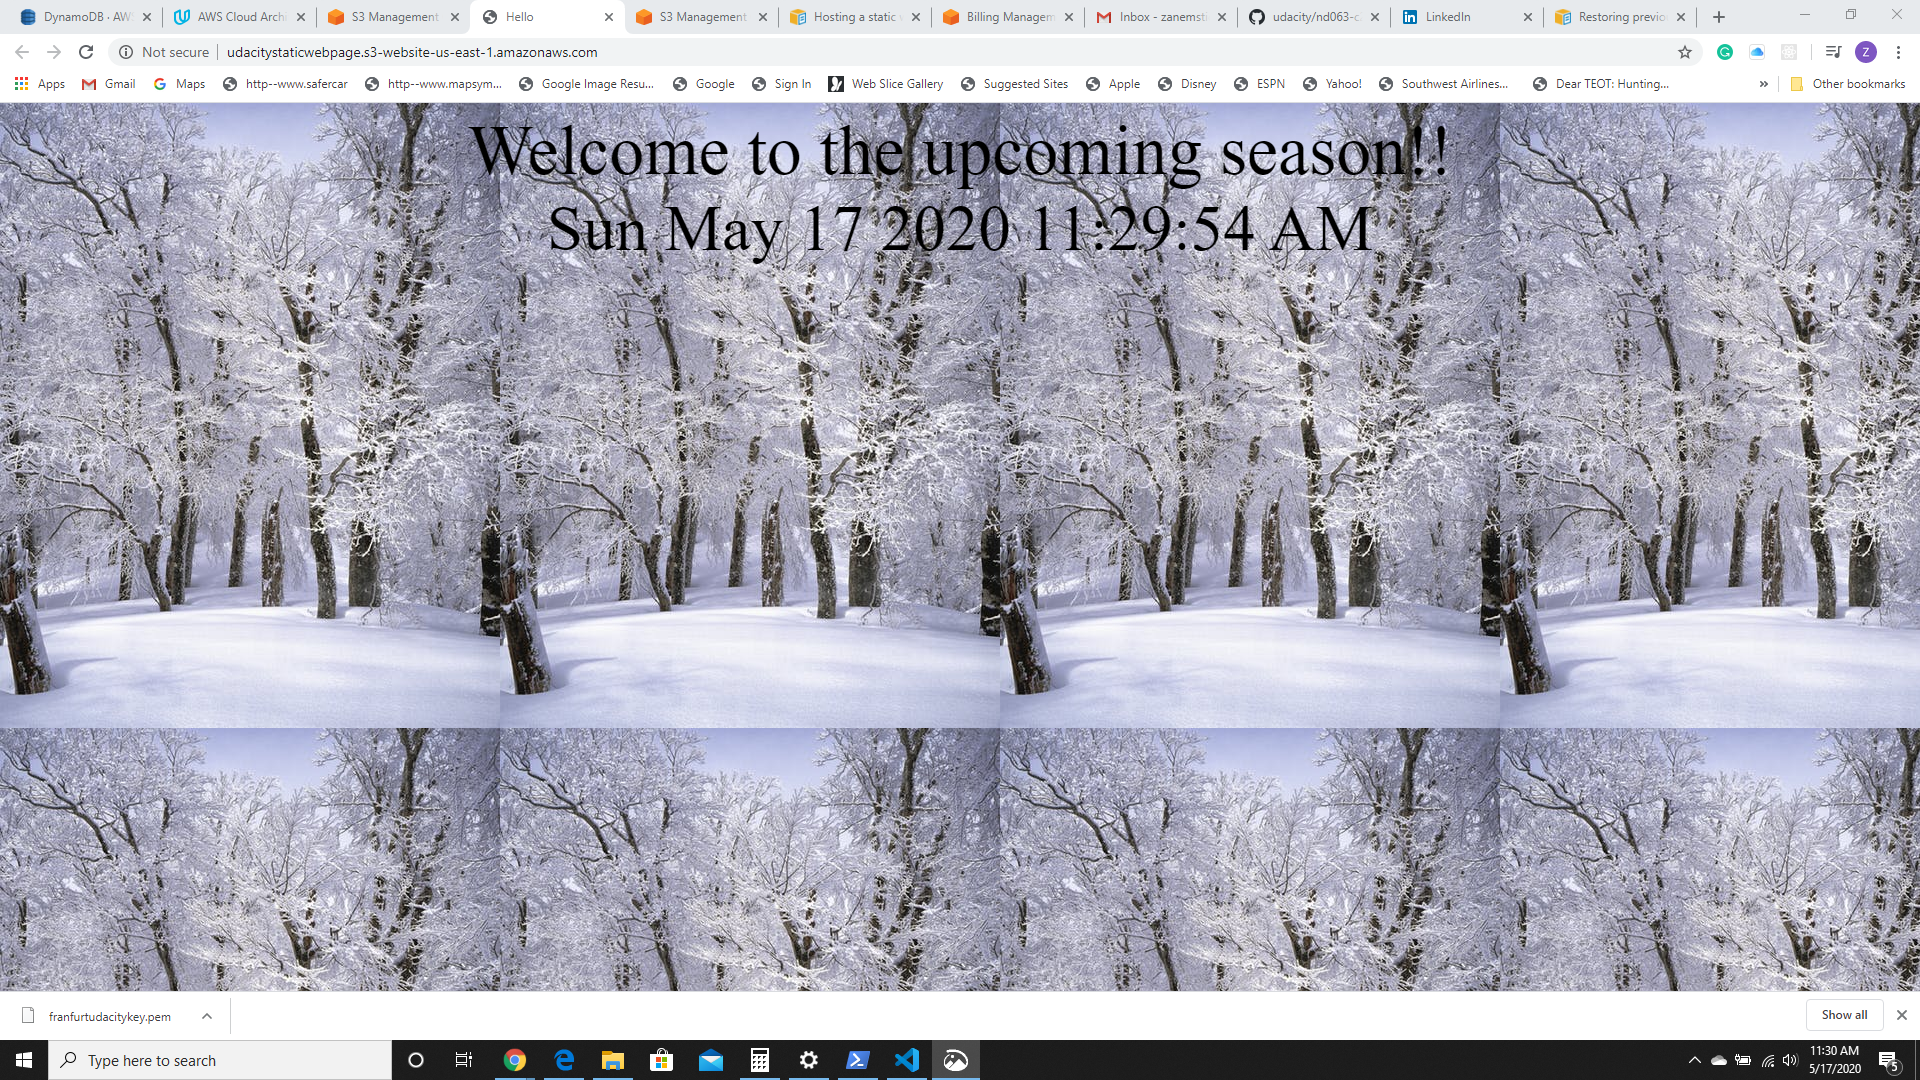 DynamoDB · AW
AWS Cloud Archi
S3 Management
Hello
S3 Management
Hosting a static
Billing Managem
Inbox - zanemsti
udacity/nd063-c
LinkedIn
Restoring previo
Not secure
udacitystaticwebpage.s3-website-us-east-1.amazonaws.com
Z
Apps
Gmail
Maps
http--www.safercar
http--www.mapsym...
Google Image Resu...
Google
Sign In
Web Slice Gallery
Suggested Sites
Apple
Disney
ESPN
Yahoo!
Southwest Airlines...
Dear TEOT: Hunting...
»
Other bookmarks
Welcome to the upcoming season!!
Sun May 17 2020 11:29:54 AM
franfurtudacitykey.pem
Show all
Type here to search
11:30 AM
5/17/2020
5